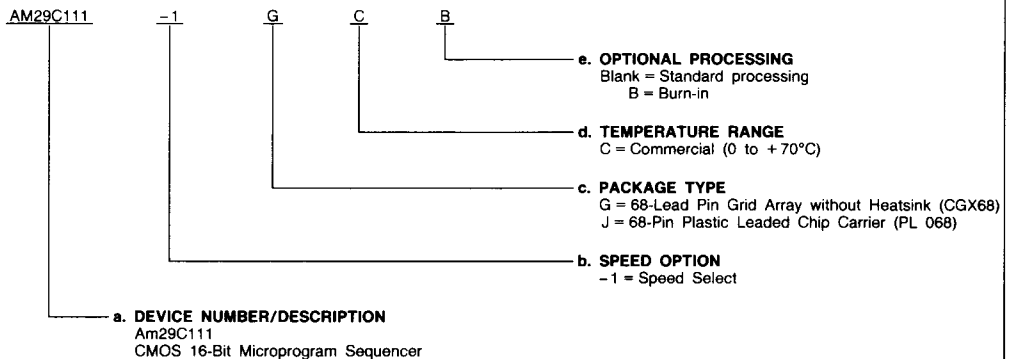 AM29C111 -1 G C B
e. OPTIONAL PROCESSING
Blank = Standard processing
B = Burn-in
d. TEMPERATURE RANGE
C = Commercial (0 to +70°C)
c. PACKAGE TYPE
G = 68-Lead Pin Grid Array without Heatsink (CGX68)
J = 68-Pin Plastic Leaded Chip Carrier (PL 068)
b. SPEED OPTION
-1 = Speed Select
a. DEVICE NUMBER/DESCRIPTION
Am29C111
CMOS 16-Bit Microprogram Sequencer